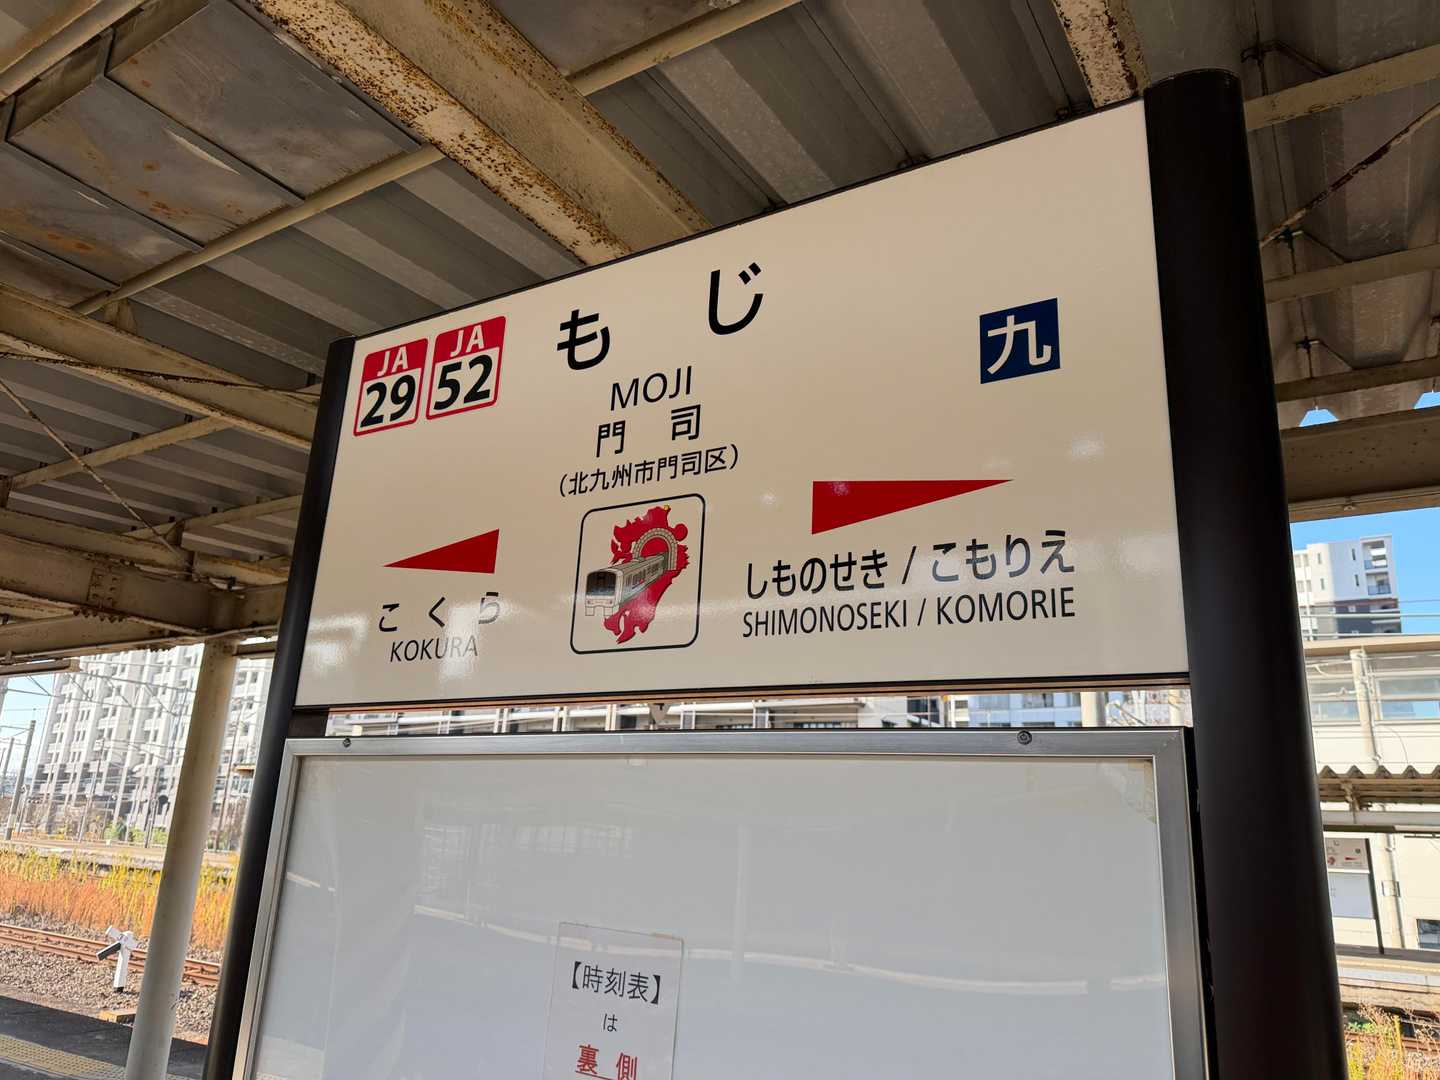 JA
29
JA
52
もじ
MOJI
門司
(北九州市門司区)
九
こくら
KOKURA
しものせき / こもりえ
SHIMONOSEKI / KOMORIE
【時刻表】
は
裏側